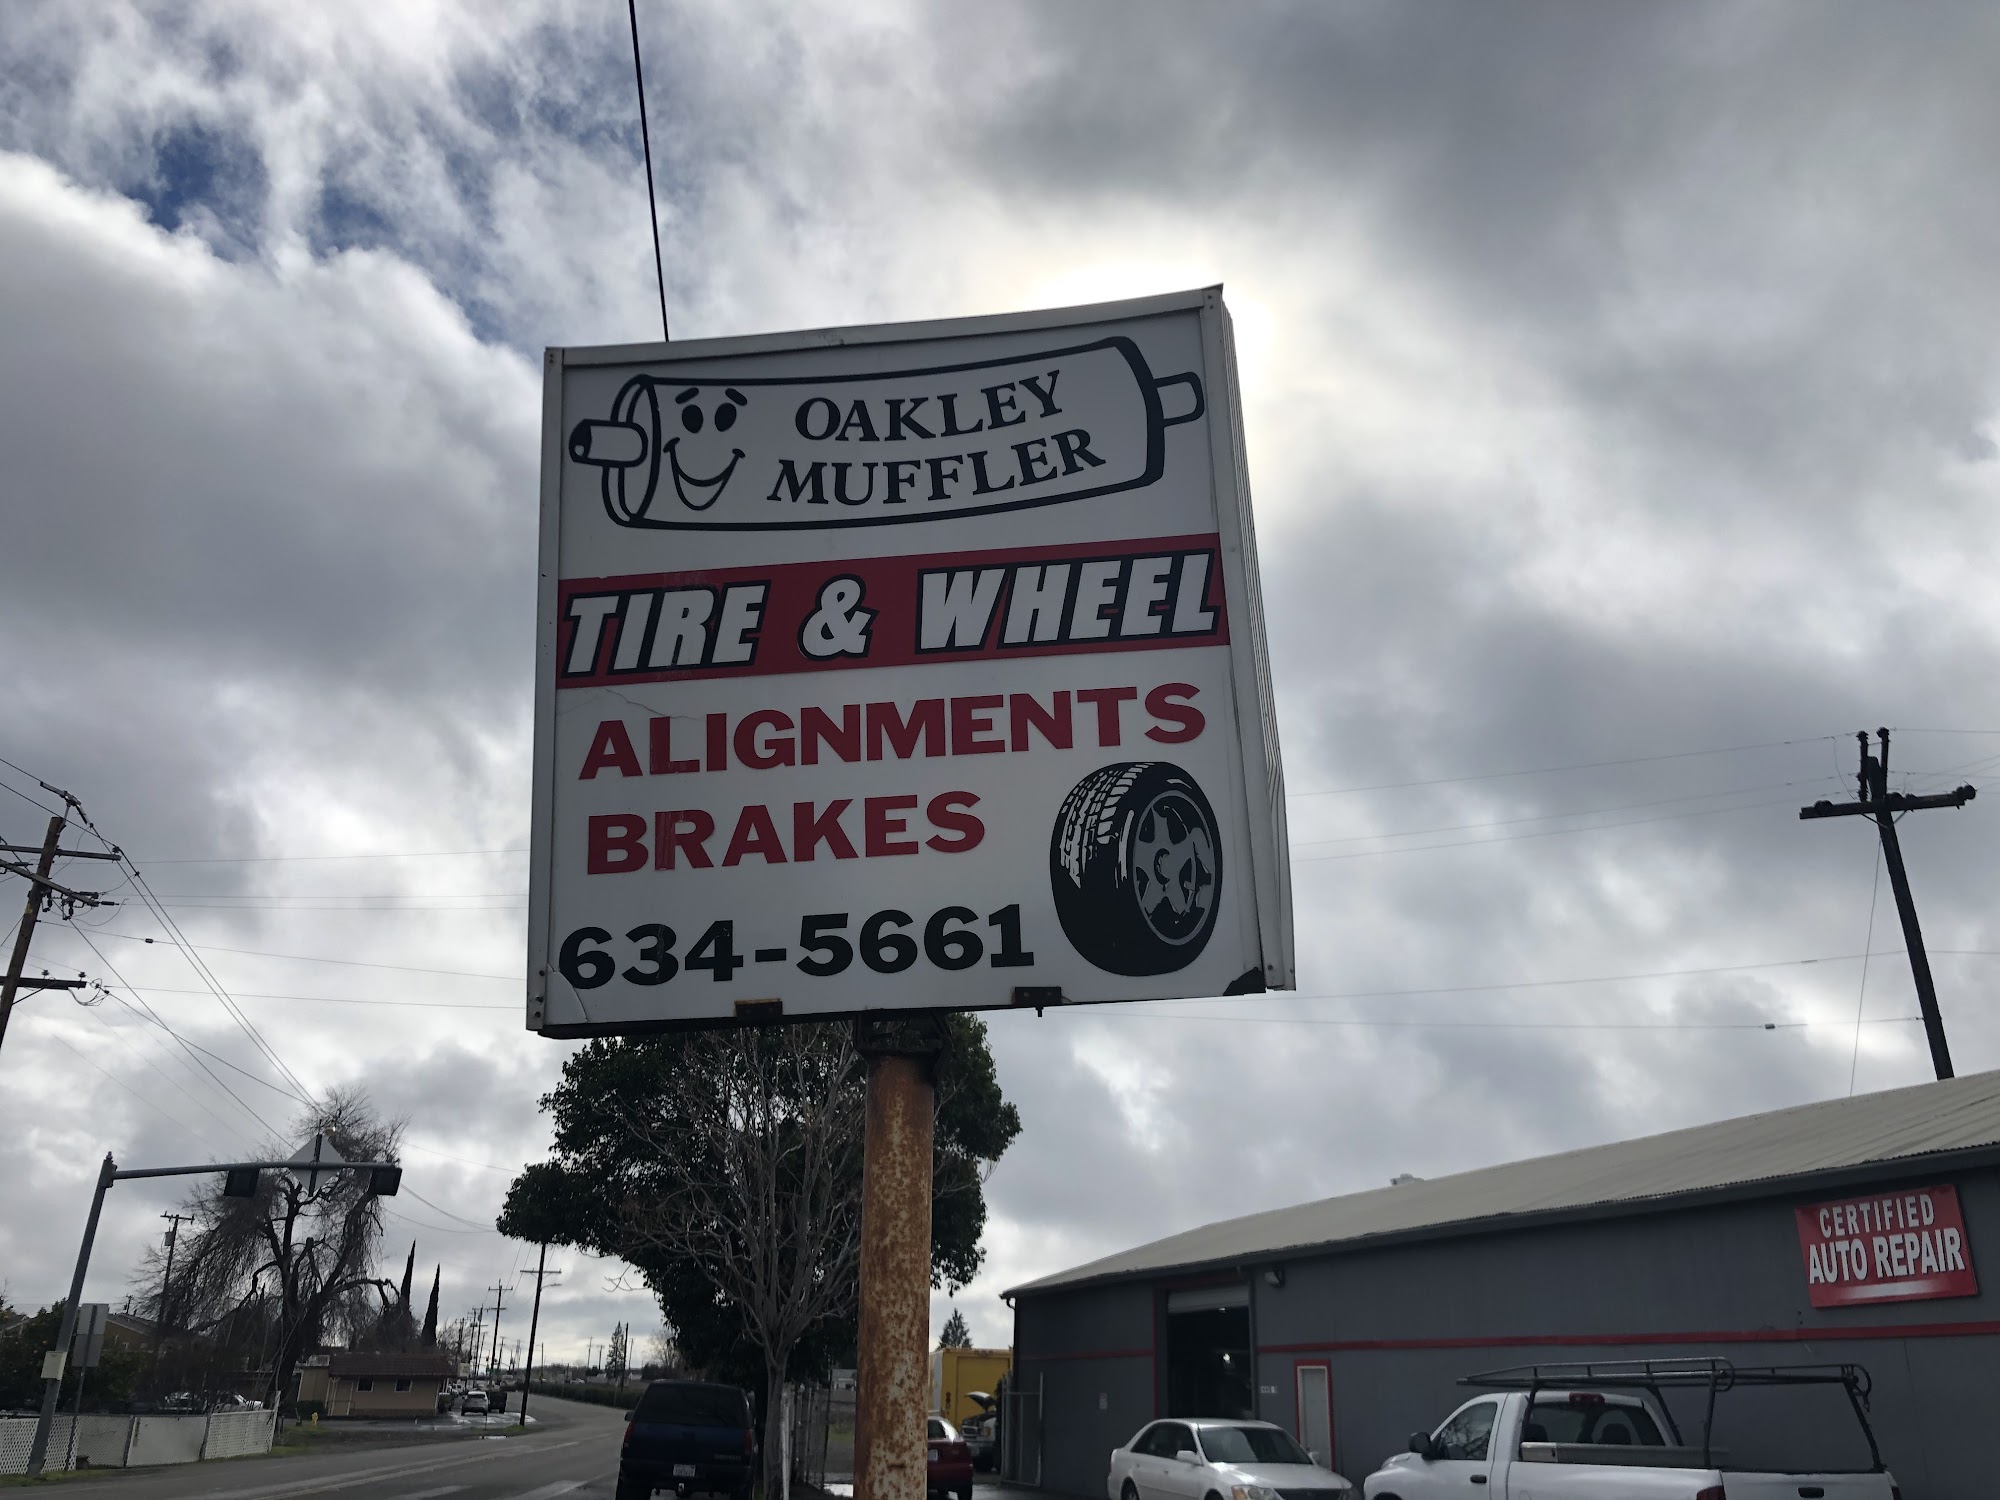 OAKLEY
MUFFLER
TIRE & WHEEL
ALIGNMENTS
BRAKES
634-5661
CERTIFIED
AUTO REPAIR